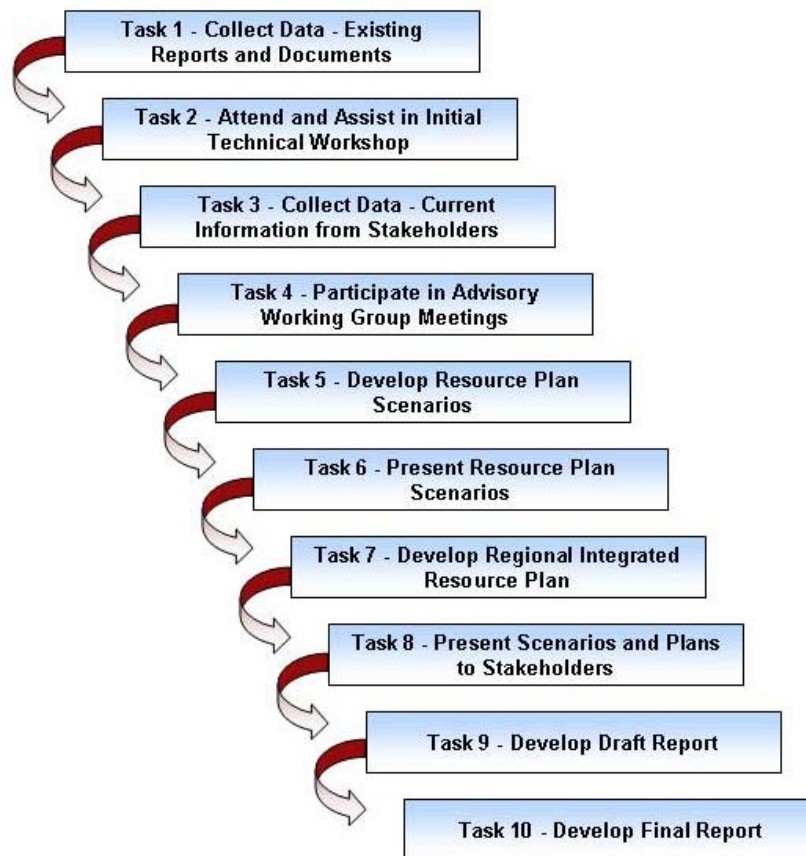 Task 1 - Collect Data - Existing
Reports and Documents
Task 2 - Attend and Assist in Initial
Technical Workshop
Task 3 - Collect Data - Current
Information from Stakeholders
Task 4 - Participate in Advisory
Working Group Meetings
Task 5 - Develop Resource Plan
Scenarios
Task 6 - Present Resource Plan
Scenarios
Task 7 - Develop Regional Integrated
Resource Plan
Task 8 - Present Scenarios and Plans
to Stakeholders
Task 9 - Develop Draft Report
Task 10 - Develop Final Report